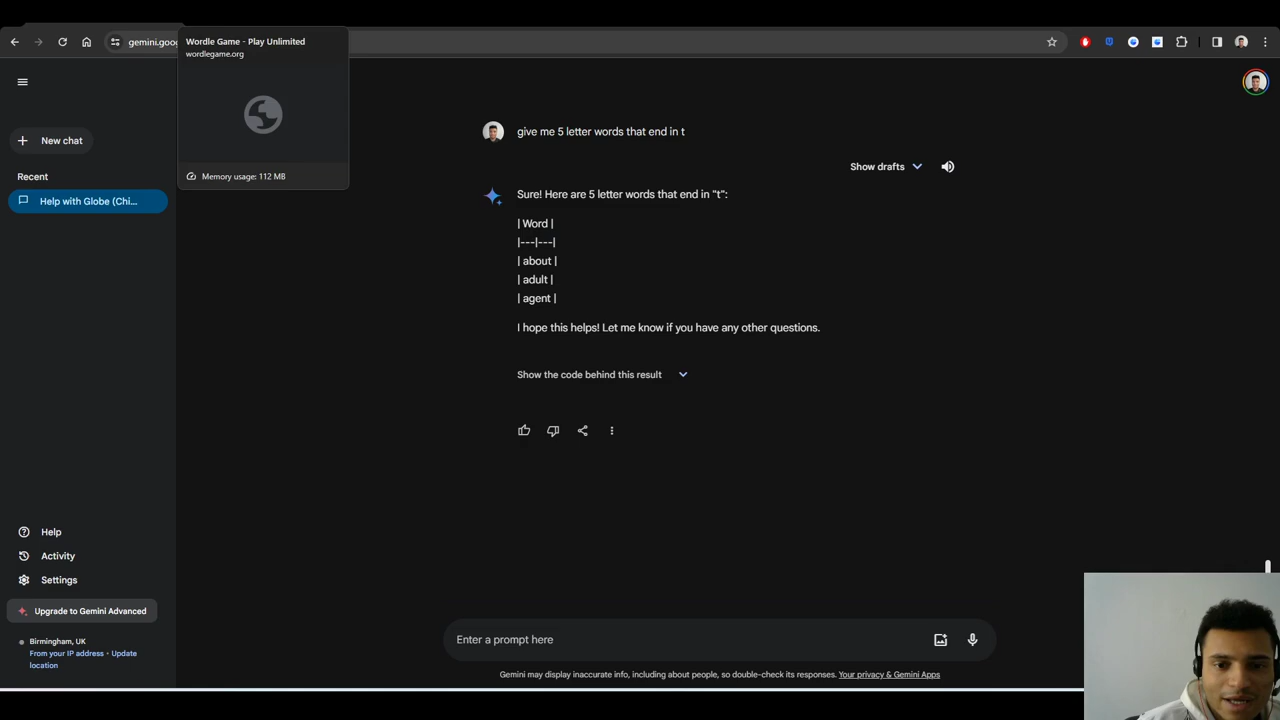 gemini.goog
Wordle Game - Play Unlimited
wordlegame.org
Memory usage: 112 MB
New chat
Recent
Help with Globe (Chi...
give me 5 letter words that end in t
Show drafts
Sure! Here are 5 letter words that end in "t":
| Word |
|---|---|
| about |
| adult |
| agent |
I hope this helps! Let me know if you have any other questions.
Show the code behind this result
Help
Activity
Settings
Upgrade to Gemini Advanced
Birmingham, UK
From your IP address - Update
location
Enter a prompt here
Gemini may display inaccurate info, including about people, so double-check its responses. Your privacy & Gemini Apps